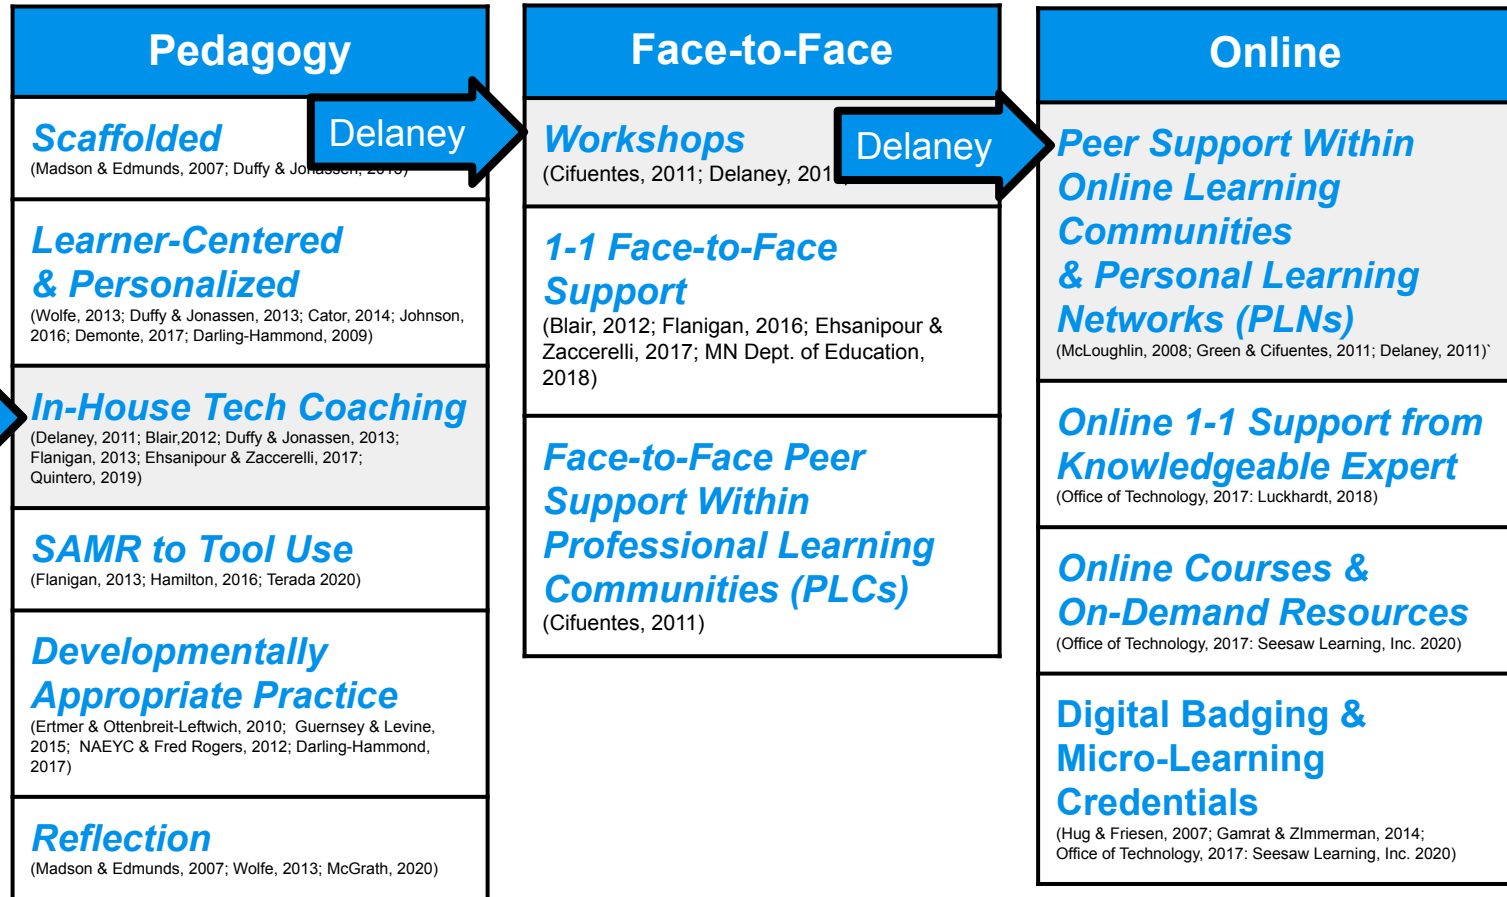 Pedagogy
Scaffolded
(Madson & Edmunds, 2007; Duffy & Jonassen, 2013)
Delaney
Learner-Centered
& Personalized
(Wolfe, 2013; Duffy & Jonassen, 2013; Cator, 2014; Johnson,
2016; Demonte, 2017; Darling-Hammond, 2009)
In-House Tech Coaching
(Delaney, 2011; Blair,2012; Duffy & Jonassen, 2013;
Flanigan, 2013; Ehsanipour & Zaccerelli, 2017;
Quintero, 2019)
SAMR to Tool Use
(Flanigan, 2013; Hamilton, 2016; Terada 2020)
Developmentally
Appropriate Practice
(Ertmer & Ottenbreit-Leftwich, 2010;  Guernsey & Levine,
2015;  NAEYC & Fred Rogers, 2012; Darling-Hammond,
2017)
Reflection
(Madson & Edmunds, 2007; Wolfe, 2013; McGrath, 2020)
Face-to-Face
Workshops
(Cifuentes, 2011; Delaney,
Delaney
1-1 Face-to-Face
Support
(Blair, 2012; Flanigan, 2016; Ehsanipour &
Zaccerelli, 2017; MN Dept. of Education,
2018)
Face-to-Face Peer
Support Within
Professional Learning
Communities (PLCs)
(Cifuentes, 2011)
Online
Peer Support Within
Online Learning
Communities
& Personal Learning
Networks (PLNs)
(McLoughlin, 2008; Green & Cifuentes, 2011; Delaney, 2011)`
Online 1-1 Support from
Knowledgeable Expert
(Office of Technology, 2017: Luckhardt, 2018)
Online Courses &
On-Demand Resources
(Office of Technology, 2017: Seesaw Learning, Inc. 2020)
Digital Badging &
Micro-Learning
Credentials
(Hug & Friesen, 2007; Gamrat & ZImmerman, 2014;
Office of Technology, 2017: Seesaw Learning, Inc. 2020)